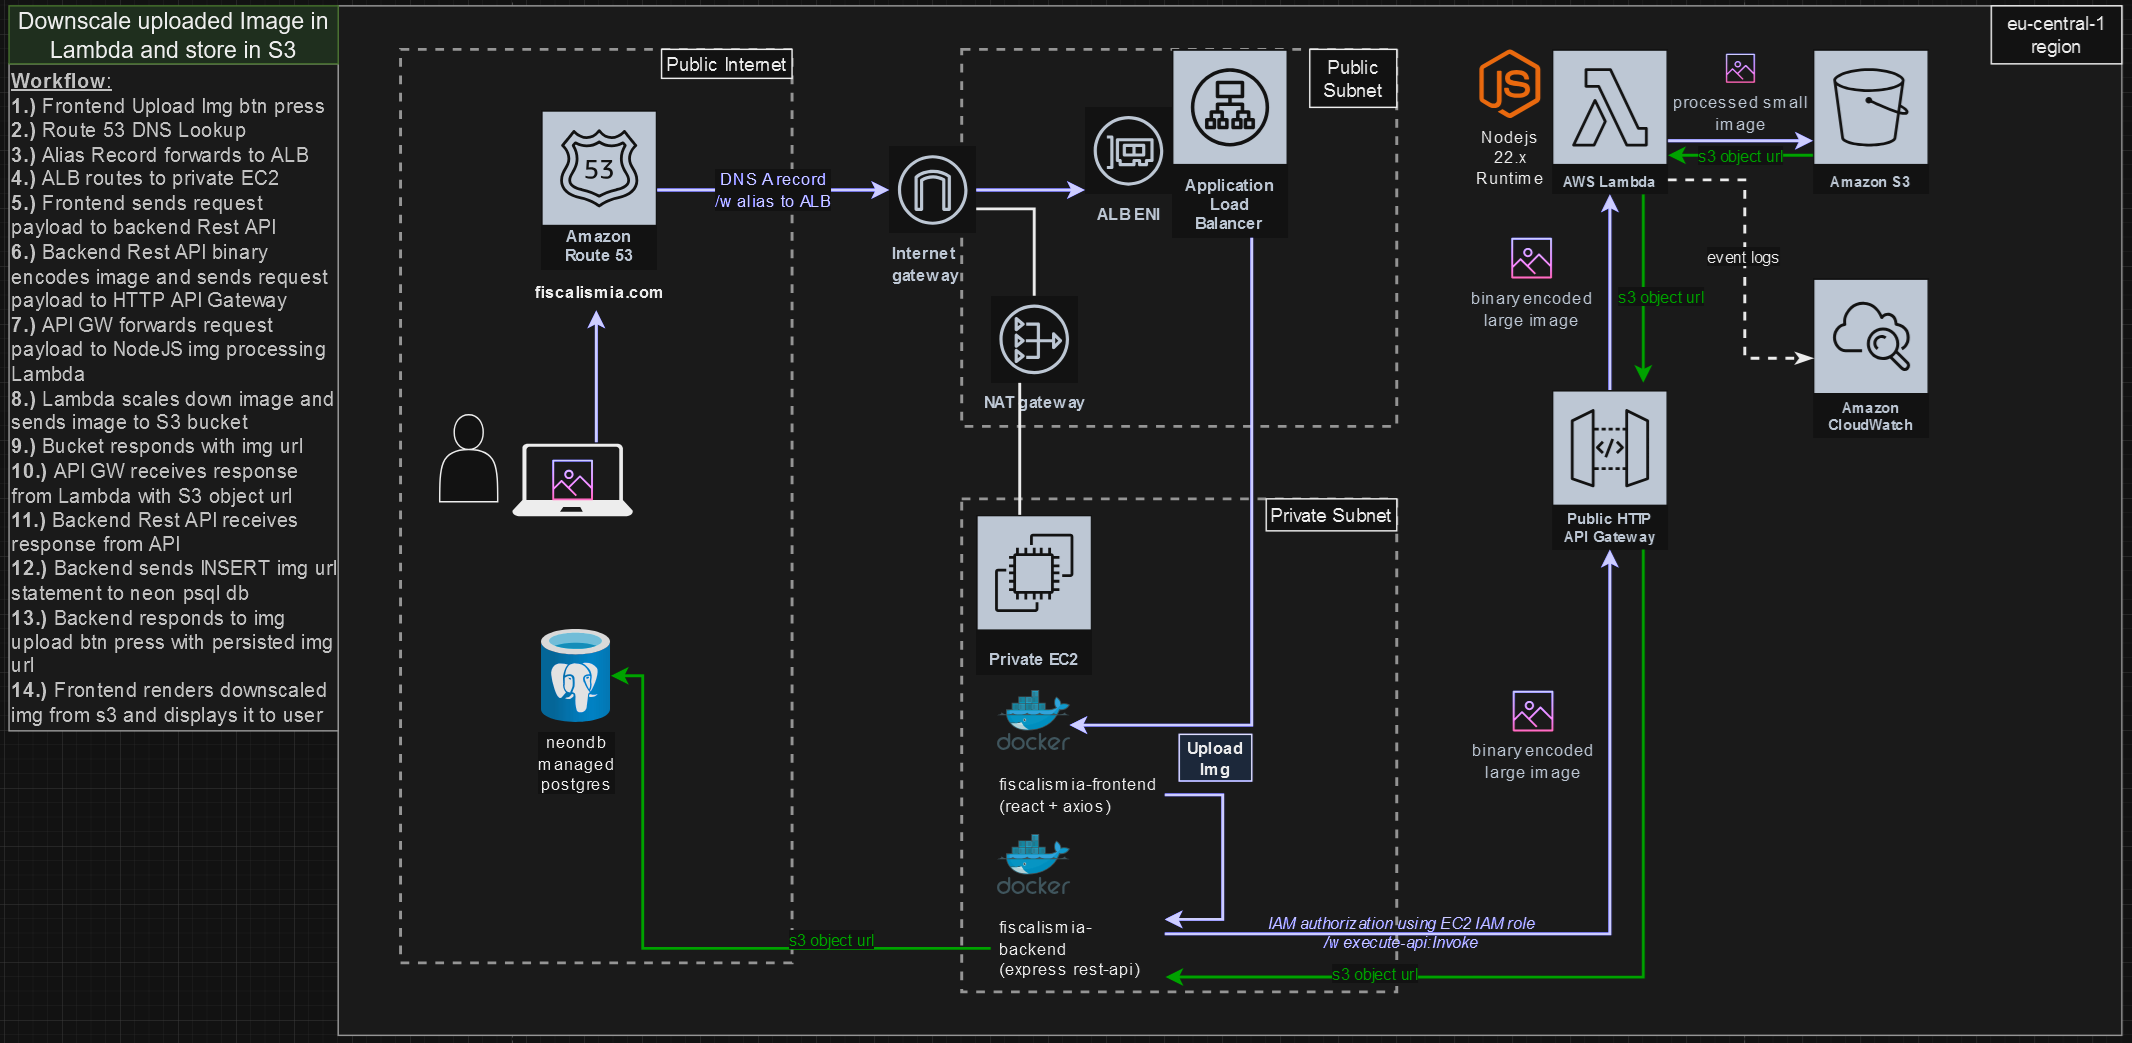 Downscale uploaded Image in
Lambda and store in S3
Workflow:
1.) Frontend Upload Img btn press
2.) Route 53 DNS Lookup
3.) Alias Record forwards to ALB
4.) ALB routes to private EC2
5.) Frontend sends request
payload to backend Rest API
6.) Backend Rest API binary
encodes image and sends request
payload to HTTP API Gateway
7.) API GW forwards request
payload to NodeJS img processing
Lambda
8.) Lambda scales down image and
sends image to S3 bucket
9.) Bucket responds with img url
10.) API GW receives response
from Lambda with S3 object url
11.) Backend Rest API receives
response from API
12.) Backend sends INSERT img url
statement to neon psql db
13.) Backend responds to img
upload btn press with persisted img
url
14.) Frontend renders downscaled
img from s3 and displays it to user
Public Internet
53
Amazon
Route 53
fiscalismia.com
DNS A record
/w alias to ALB
neondb
managed
postgres
s3 object url
Internet
gateway
Public
Subnet
ALB ENI
Application
Load
Balancer
NAT gateway
Private Subnet
Private EC2
docker
Upload
Img
fiscalismia-frontend
(react + axios)
docker
fiscalismia-
backend
(express rest-api)
IAM authorization using EC2 IAM role
/w execute-api:Invoke
s3 object url
eu-central-1
region
JS
Nodejs
22.x
Runtime
AWS Lambda
processed small
image
s3 object url
Amazon S3
event logs
Amazon
CloudWatch
binary encoded
large image
s3 object url
</>
Public HTTP
API Gateway
binary encoded
large image